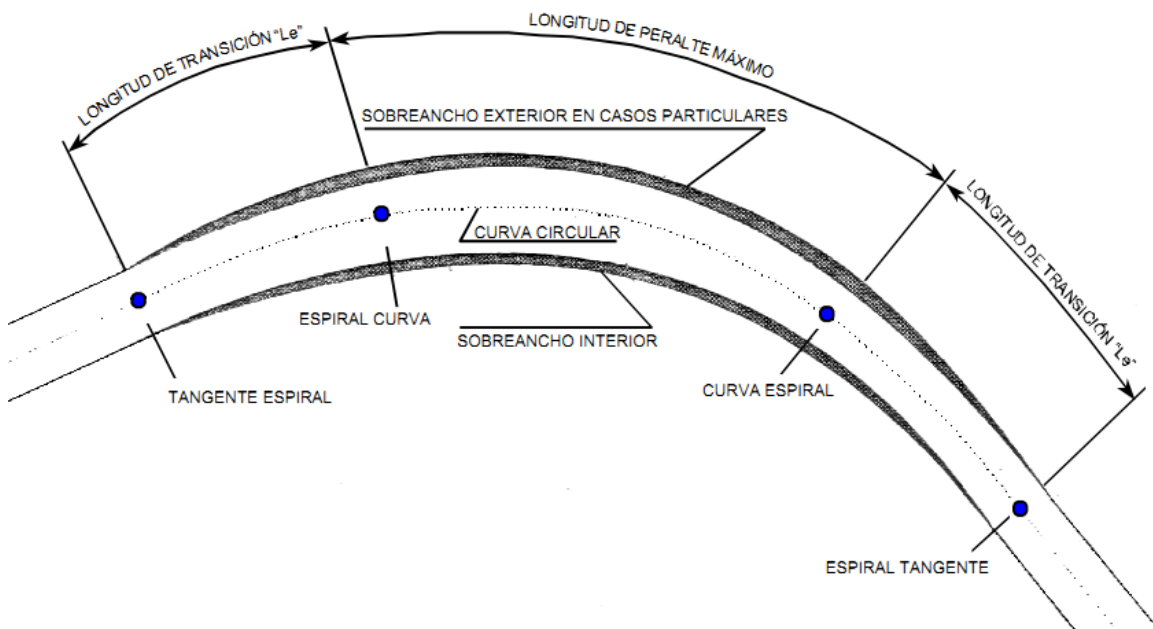 LONGITUD DE TRANSICIÓN "Le"
LONGITUD DE PERALTE MÁXIMO
SOBREANCHO EXTERIOR EN CASOS PARTICULARES
LONGITUD DE TRANSICIÓN "Le"
CURVA CIRCULAR
ESPIRAL CURVA
SOBREANCHO INTERIOR
TANGENTE ESPIRAL
CURVA ESPIRAL
ESPIRAL TANGENTE